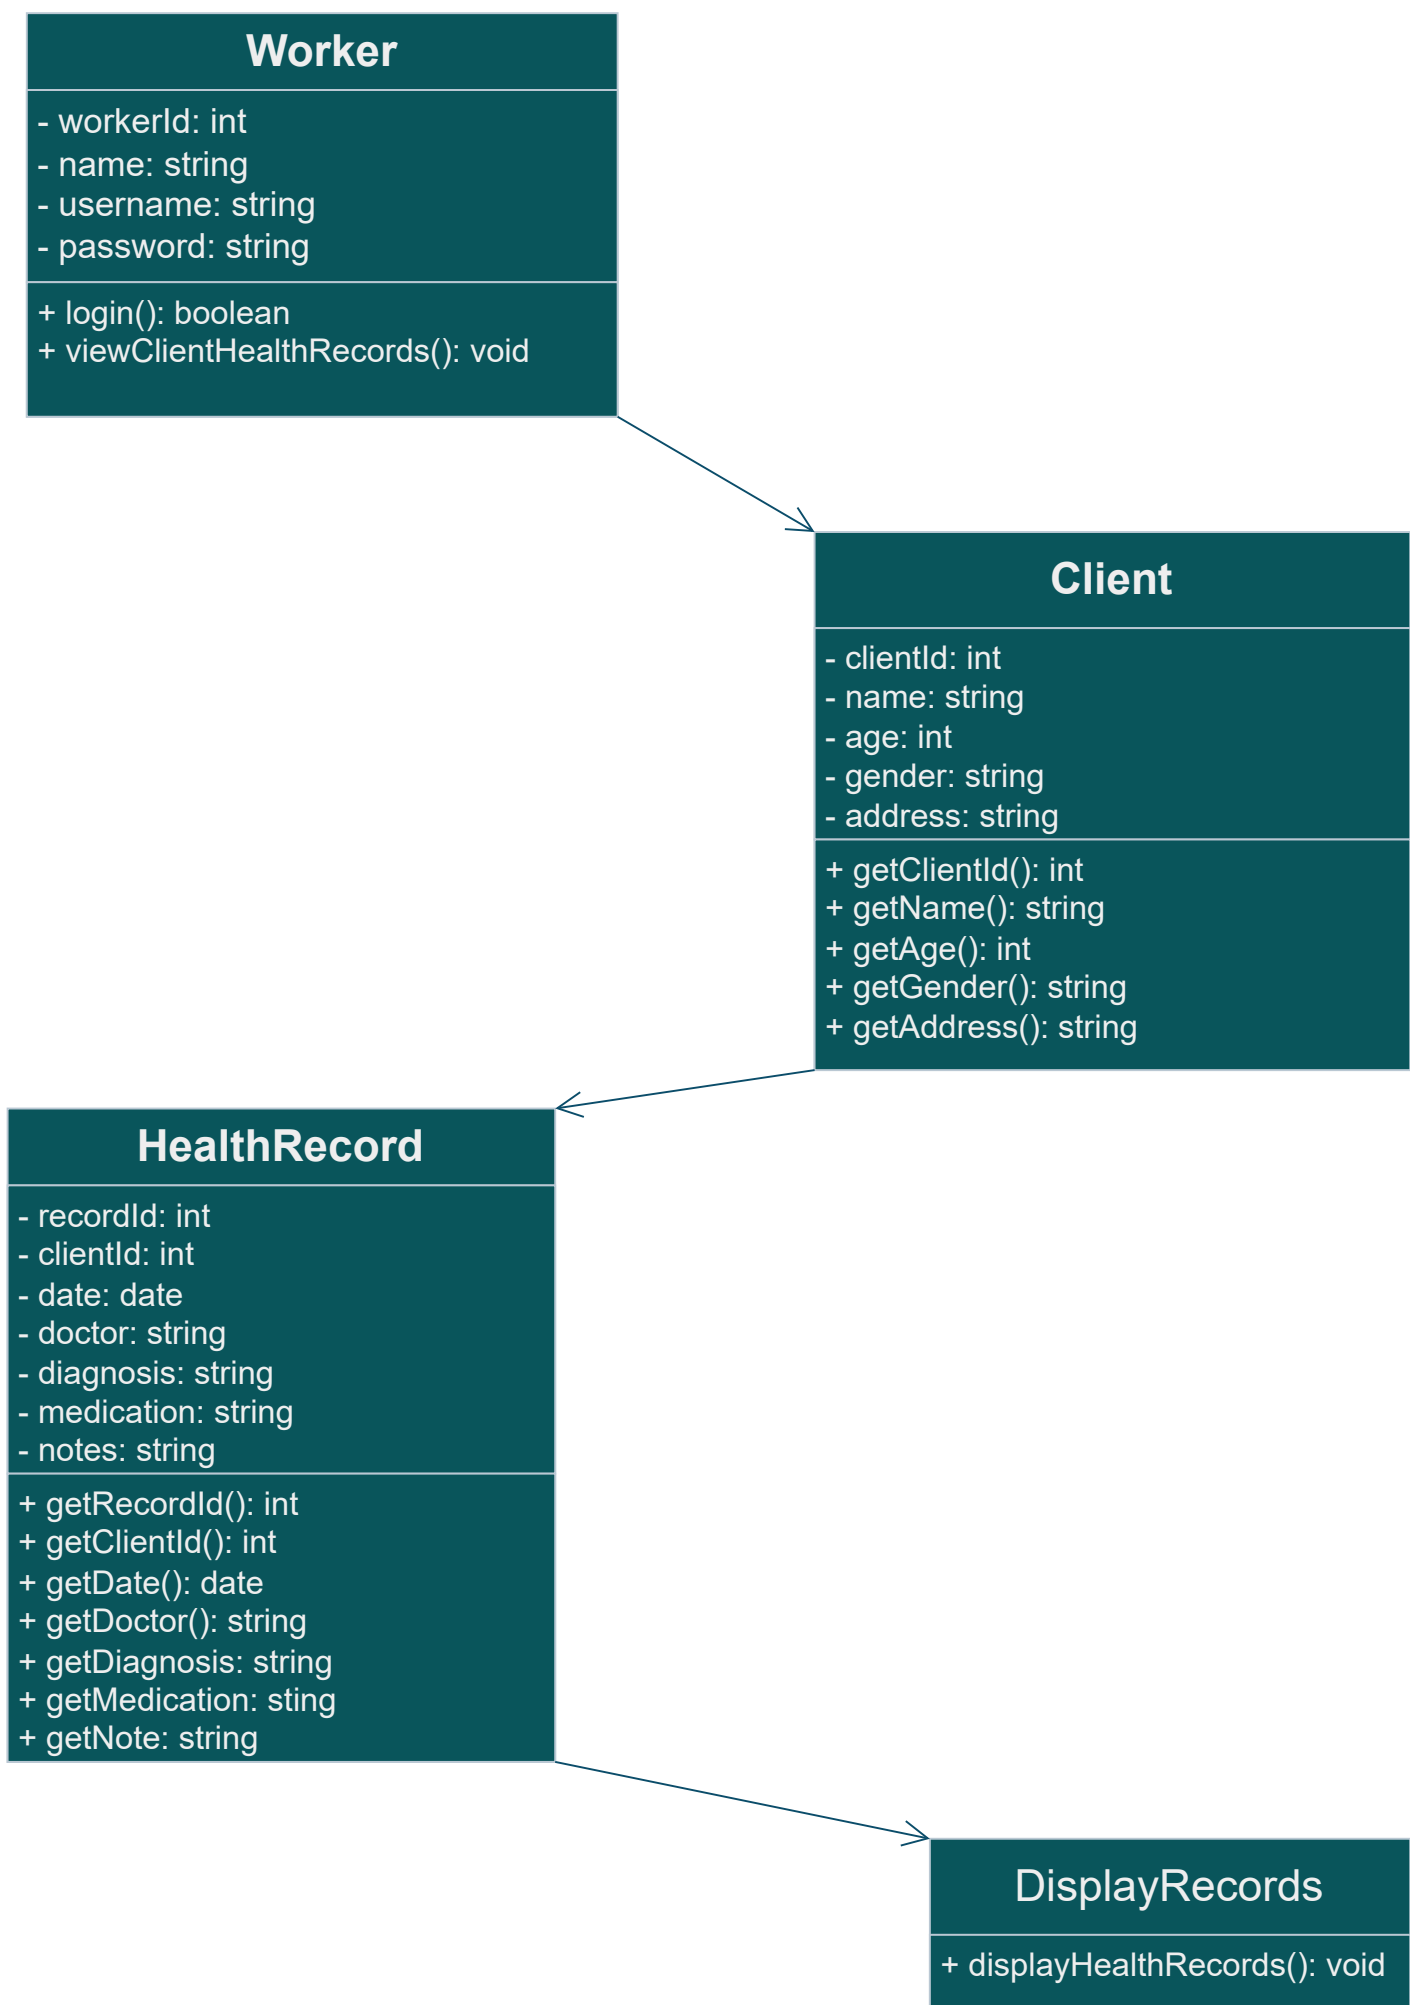 Worker
- workerId: int
- name: string
- username: string
- password: string
+ login(): boolean
+ viewClientHealthRecords(): void
Client
- clientId: int
- name: string
- age: int
- gender: string
- address: string
+ getClientId(): int
+ getName(): string
+ getAge(): int
+ getGender(): string
+ getAddress(): string
HealthRecord
- recordId: int
- clientId: int
- date: date
- doctor: string
- diagnosis: string
- medication: string
- notes: string
+ getRecordId(): int
+ getClientId(): int
+ getDate(): date
+ getDoctor(): string
+ getDiagnosis: string
+ getMedication: sting
+ getNote: string
DisplayRecords
+ displayHealthRecords(): void